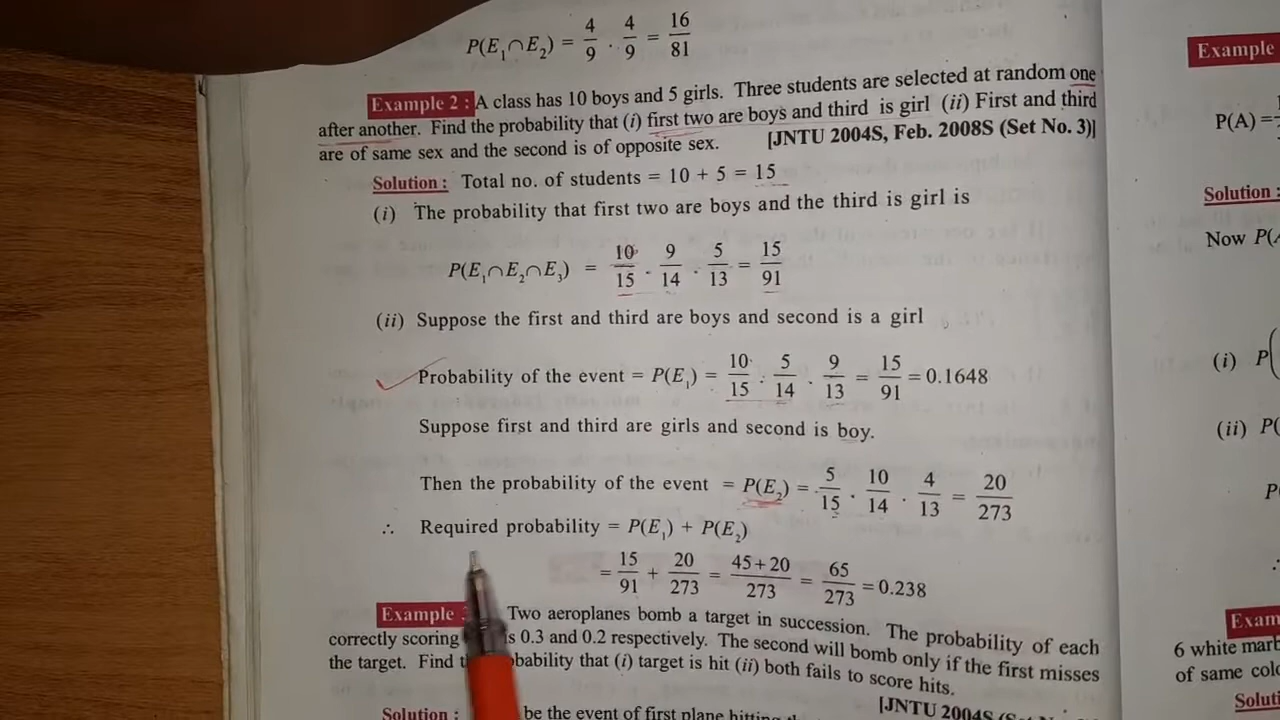 P(E₁∩E₂) = 4/9 · 4/9 = 16/81
Example 2 : A class has 10 boys and 5 girls. Three students are selected at random one
after another. Find the probability that (i) first two are boys and third is girl (ii) First and third
are of same sex and the second is of opposite sex. [JNTU 2004S, Feb. 2008S (Set No. 3)]
Solution : Total no. of students = 10 + 5 = 15
(i) The probability that first two are boys and the third is girl is
P(E₁∩E₂∩E₃) = 10/15 · 9/14 · 5/13 = 15/91
(ii) Suppose the first and third are boys and second is a girl
Probability of the event = P(E₁) = 10/15 · 5/14 · 9/13 = 15/91 = 0.1648
Suppose first and third are girls and second is boy.
Then the probability of the event = P(E₂) = 5/15 · 10/14 · 4/13 = 20/273
∴ Required probability = P(E₁) + P(E₂)
= 15/91 + 20/273 = 45+20/273 = 65/273 = 0.238
Example Two aeroplanes bomb a target in succession. The probability of each
correctly scoring is 0.3 and 0.2 respectively. The second will bomb only if the first misses
the target. Find bability that (i) target is hit (ii) both fails to score hits.
[JNTU 2004S
Solution : be the event of first plane hitting
Example
P(A) =
Solution :
Now P(
(i) P(
(ii) P(
P
Exam
6 white mar
of same col
Soluti